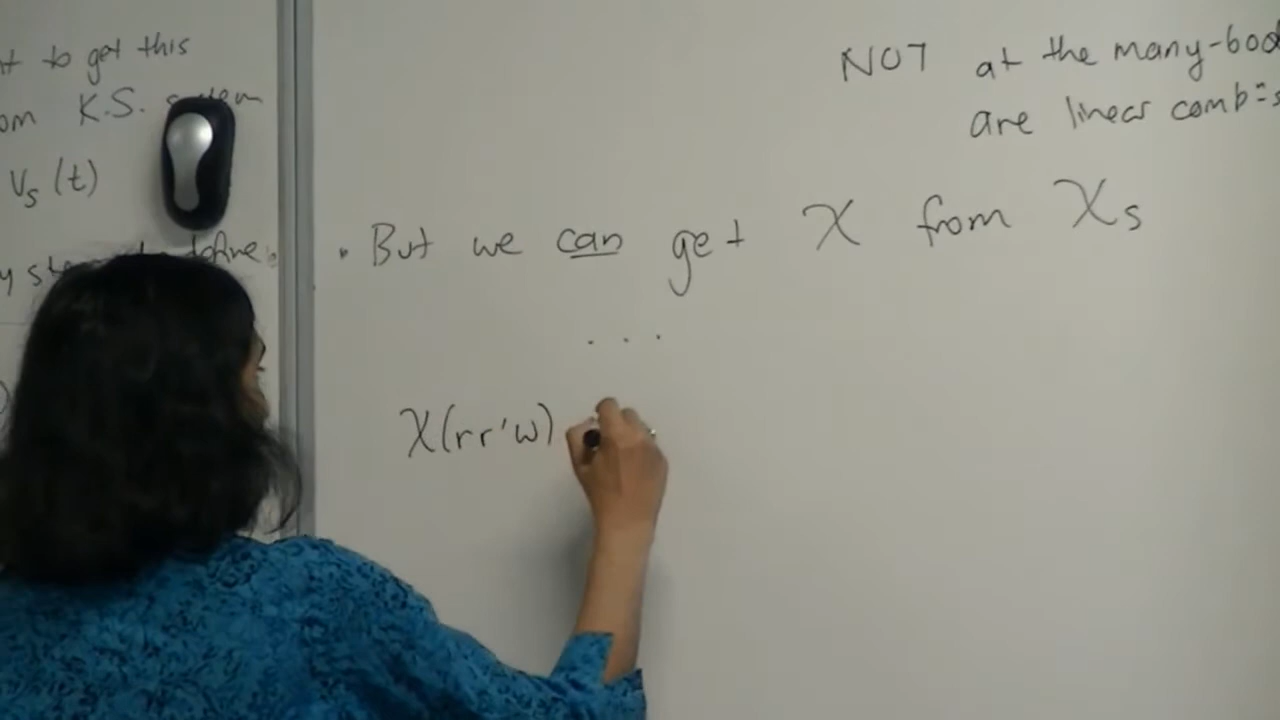 to get this
K.S. system
Vs (t)
define:
NOT at the many-bod
are linear comb=s
• But we can get χ from χs
. . .
χ(rr'ω)